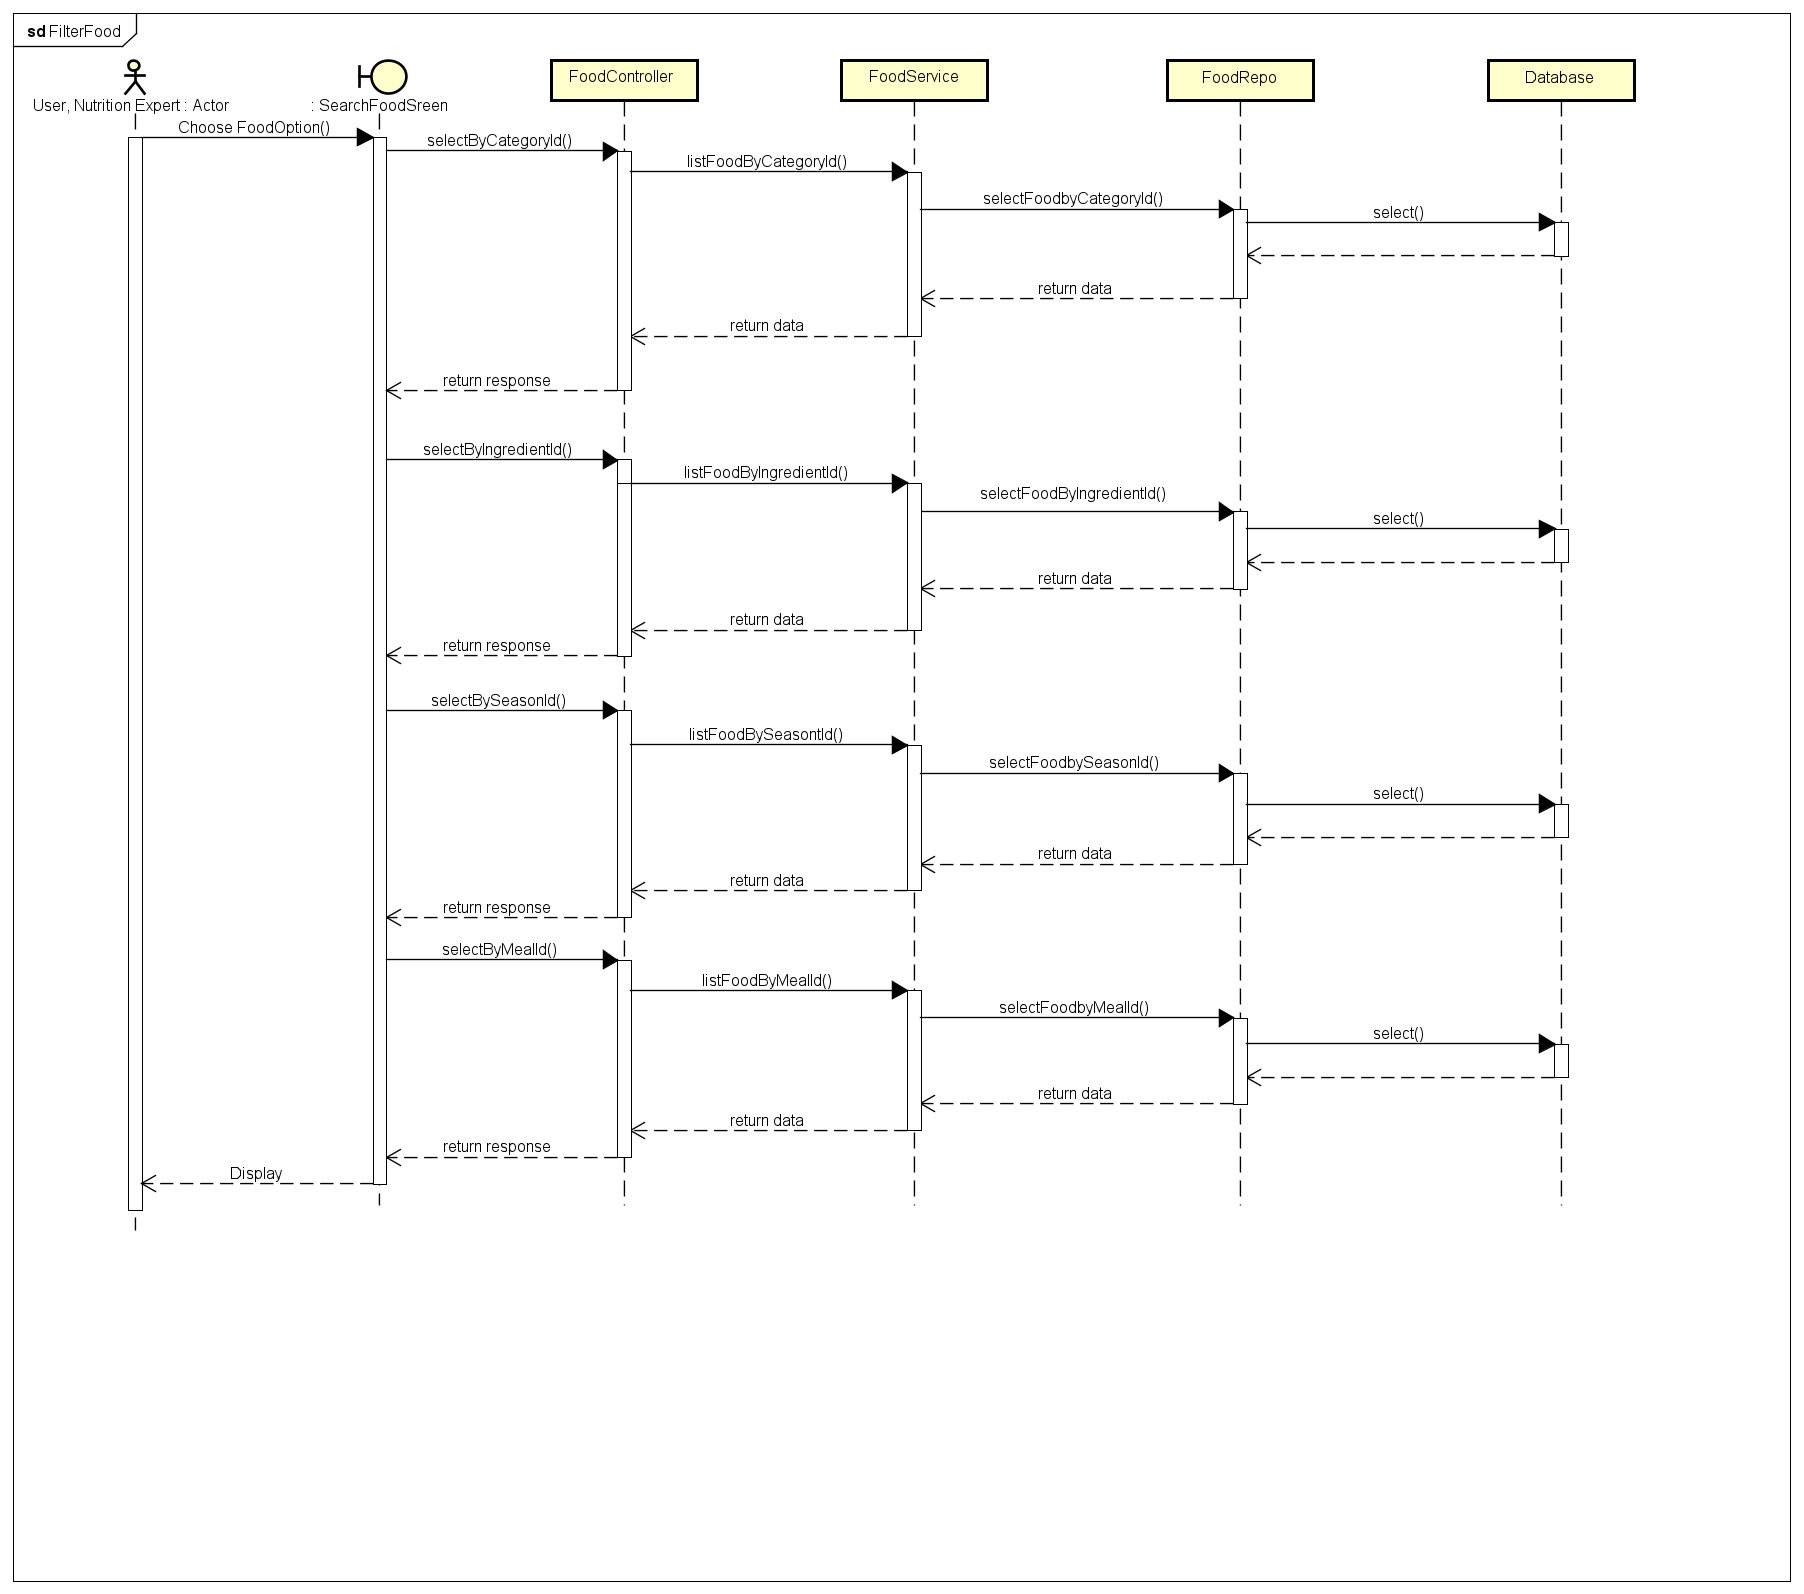 sd FilterFood
User, Nutrition Expert : Actor
: SearchFoodSreen
FoodController
FoodService
FoodRepo
Database
Choose FoodOption()
selectByCategoryId()
listFoodByCategoryId()
selectFoodbyCategoryId()
select()
return data
return data
return response
selectByIngredientId()
listFoodByIngredientId()
selectFoodByIngredientId()
select()
return data
return data
return response
selectBySeasonId()
listFoodBySeasontId()
selectFoodbySeasonId()
select()
return data
return data
return response
selectByMealId()
listFoodByMealId()
selectFoodbyMealId()
select()
return data
return data
return response
Display